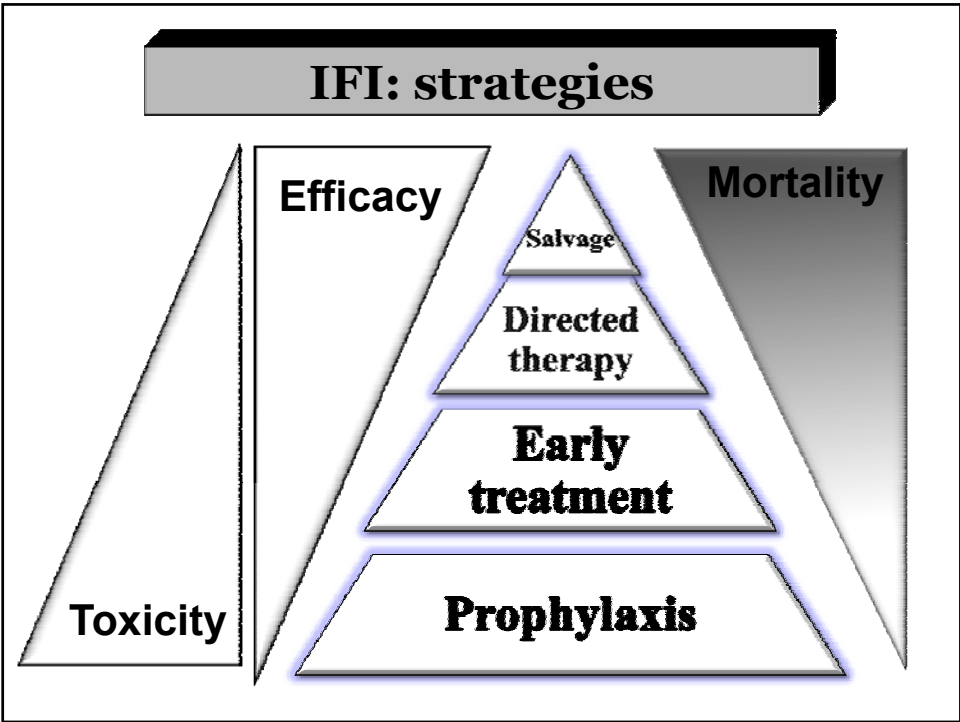 IFI: strategies
Efficacy
Mortality
Salvage
Directed
therapy
Early
treatment
Toxicity
Prophylaxis